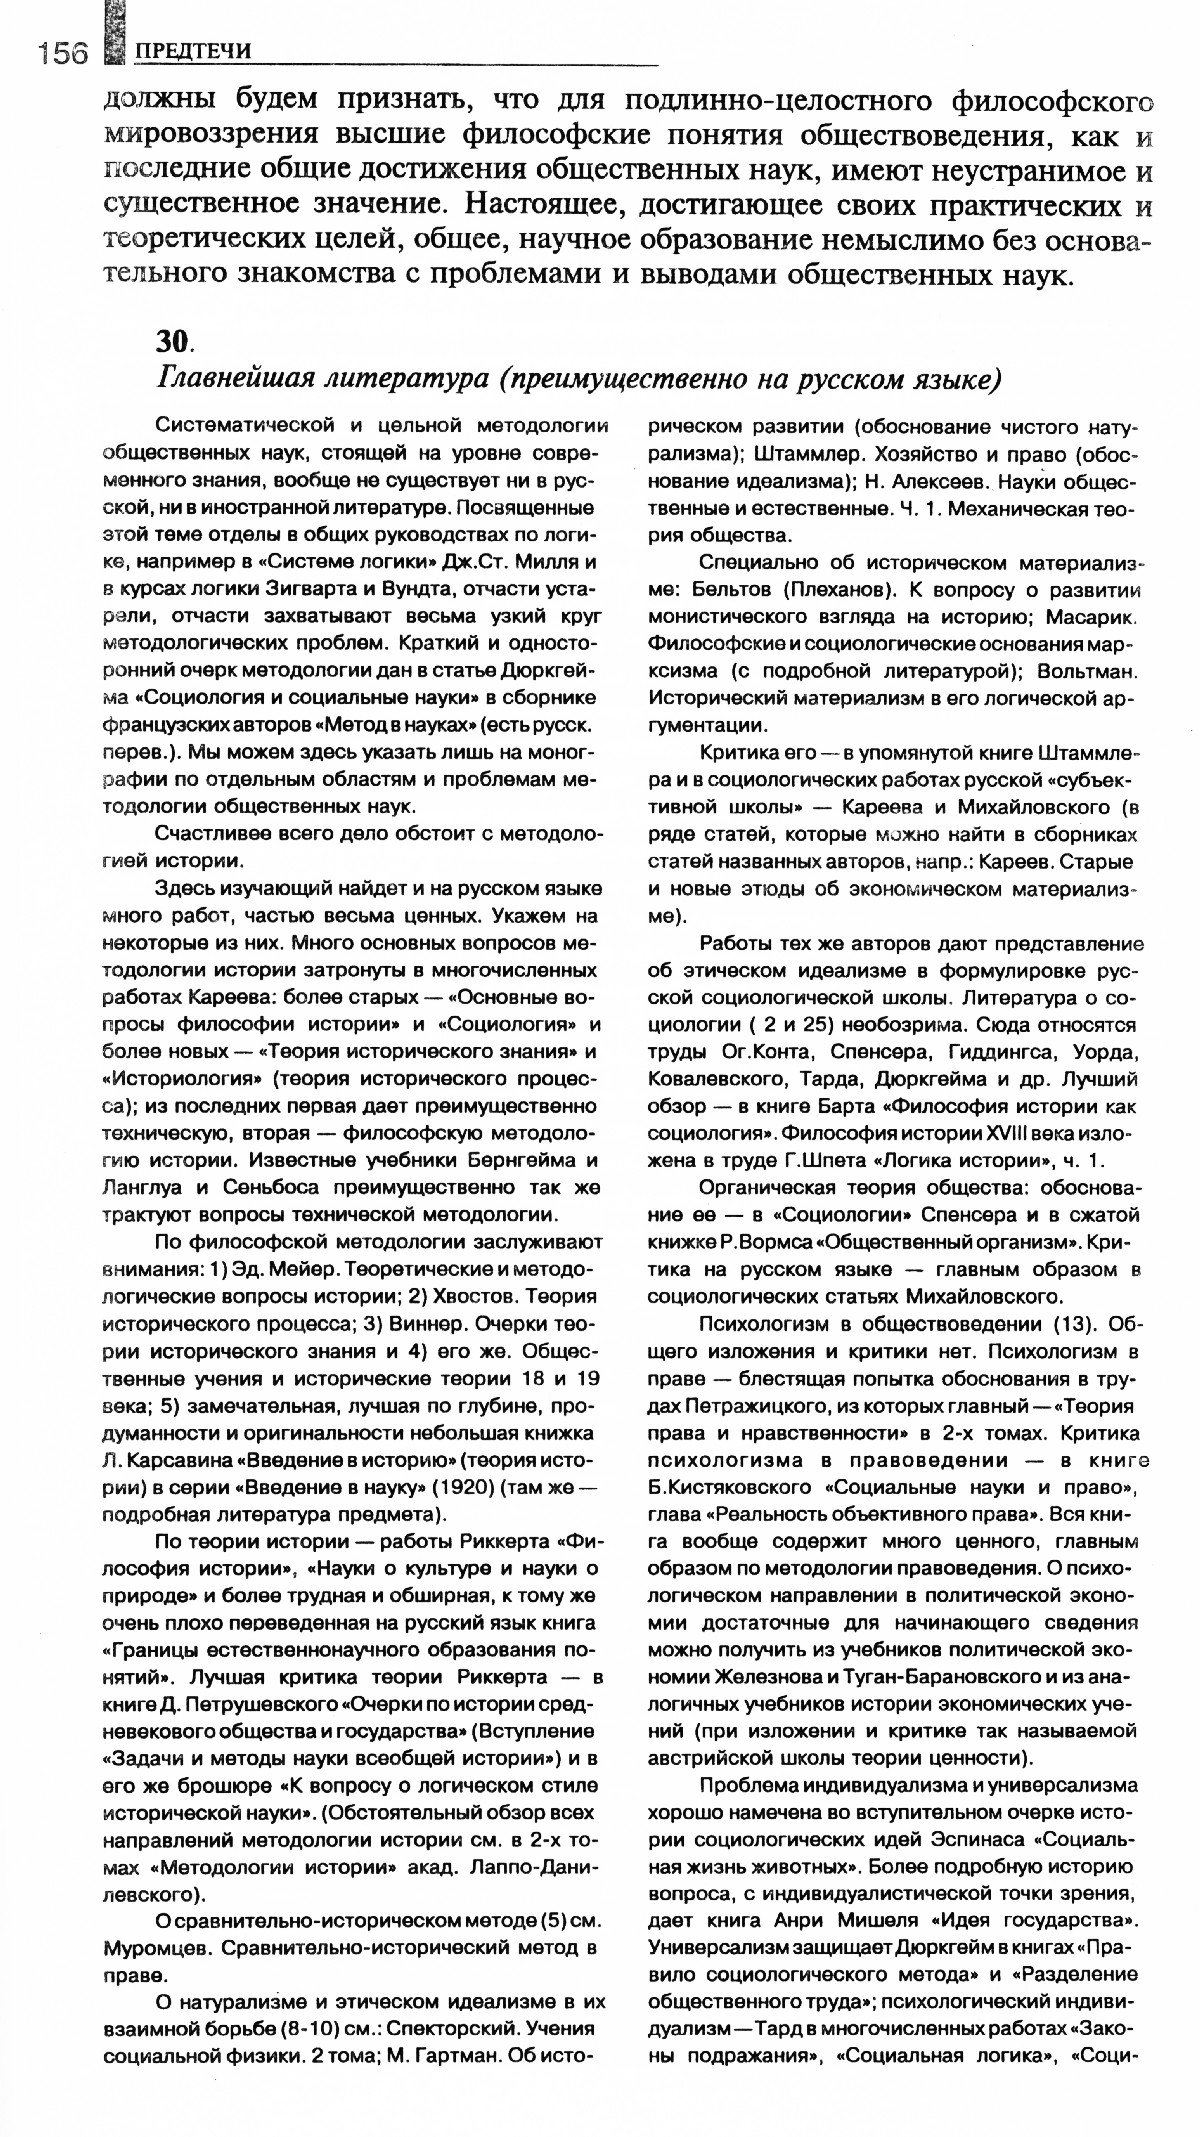 156 ПРЕДТЕЧИ
должны будем признать, что для подлинно-целостного философского
мировоззрения высшие философские понятия обществоведения, как и
последние общие достижения общественных наук, имеют неустранимое и
существенное значение. Настоящее, достигающее своих практических и
теоретических целей, общее, научное образование немыслимо без основа-
тельного знакомства с проблемами и выводами общественных наук.
30.
Главнейшая литература (преимущественно на русском языке)
Систематической и цельной методологии
общественных наук, стоящей на уровне совре-
менного знания, вообще не существует ни в рус-
ской, ни в иностранной литературе. Посвященные
этой теме отделы в общих руководствах по логи-
ке, например в «Системе логики» Дж.Ст. Милля и
в курсах логики Зигварта и Вундта, отчасти уста-
рели, отчасти захватывают весьма узкий круг
методологических проблем. Краткий и односто-
ронний очерк методологии дан в статье Дюркгей-
ма «Социология и социальные науки» в сборнике
французских авторов «Метод в науках» (есть русск.
перев.). Мы можем здесь указать лишь на моног-
рафии по отдельным областям и проблемам ме-
тодологии общественных наук.
Счастливее всего дело обстоит с методоло-
гией истории.
Здесь изучающий найдет и на русском языке
много работ, частью весьма ценных. Укажем на
некоторые из них. Много основных вопросов ме-
тодологии истории затронуты в многочисленных
работах Кареева: более старых — «Основные во-
просы философии истории» и «Социология» и
более новых — «Теория исторического знания» и
«Историология» (теория исторического процес-
са); из последних первая дает преимущественно
техническую, вторая — философскую методоло-
гию истории. Известные учебники Бернгейма и
Ланглуа и Сеньбоса преимущественно так же
трактуют вопросы технической методологии.
По философской методологии заслуживают
внимания: 1) Эд. Мейер. Теоретические и методо-
логические вопросы истории; 2) Хвостов. Теория
исторического процесса; 3) Виннер. Очерки тео-
рии исторического знания и 4) его же. Общес-
твенные учения и исторические теории 18 и 19
века; 5) замечательная, лучшая по глубине, про-
думанности и оригинальности небольшая книжка
Л. Карсавина «Введение в историю» (теория исто-
рии) в серии «Введение в науку» (1920) (там же —
подробная литература предмета).
По теории истории — работы Риккерта «Фи-
лософия истории», «Науки о культуре и науки о
природе» и более трудная и обширная, к тому же
очень плохо переведенная на русский язык книга
«Границы естественнонаучного образования по-
нятий». Лучшая критика теории Риккерта — в
книге Д. Петрушевского «Очерки по истории сред-
невекового общества и государства» (Вступление
«Задачи и методы науки всеобщей истории») и в
его же брошюре «К вопросу о логическом стиле
исторической науки». (Обстоятельный обзор всех
направлений методологии истории см. в 2-х то-
мах «Методологии истории» акад. Лаппо-Дани-
левского).
О сравнительно-историческом методе (5) см.
Муромцев. Сравнительно-исторический метод в
праве.
О натурализме и этическом идеализме в их
взаимной борьбе (8-10) см.: Спекторский. Учения
социальной физики. 2 тома; М. Гартман. Об исто-
рическом развитии (обоснование чистого нату-
рализма); Штаммлер. Хозяйство и право (обос-
нование идеализма); Н. Алексеев. Науки общес-
твенные и естественные. Ч. 1. Механическая тео-
рия общества.
Специально об историческом материализ-
ме: Бельтов (Плеханов). К вопросу о развитии
монистического взгляда на историю; Масарик.
Философские и социологические основания мар-
ксизма (с подробной литературой); Вольтман.
Исторический материализм в его логической ар-
гументации.
Критика его — в упомянутой книге Штаммле-
ра и в социологических работах русской «субъек-
тивной школы» — Кареева и Михайловского (в
ряде статей, которые можно найти в сборниках
статей названных авторов, напр.: Кареев. Старые
и новые этюды об экономическом материализ-
ме).
Работы тех же авторов дают представление
об этическом идеализме в формулировке рус-
ской социологической школы. Литература о со-
циологии ( 2 и 25) необозрима. Сюда относятся
труды Ог.Конта, Спенсера, Гиддингса, Уорда,
Ковалевского, Тарда, Дюркгейма и др. Лучший
обзор — в книге Барта «Философия истории как
социология». Философия истории XVIII века изло-
жена в труде Г.Шпета «Логика истории», ч. 1.
Органическая теория общества: обоснова-
ние ее — в «Социологии» Спенсера и в сжатой
книжке Р.Вормса «Общественный организм». Кри-
тика на русском языке — главным образом в
социологических статьях Михайловского.
Психологизм в обществоведении (13). Об-
щего изложения и критики нет. Психологизм в
праве — блестящая попытка обоснования в тру-
дах Петражицкого, из которых главный — «Теория
права и нравственности» в 2-х томах. Критика
психологизма в правоведении — в книге
Б.Кистяковского «Социальные науки и право»,
глава «Реальность объективного права». Вся кни-
га вообще содержит много ценного, главным
образом по методологии правоведения. О психо-
логическом направлении в политической эконо-
мии достаточные для начинающего сведения
можно получить из учебников политической эко-
номии Железнова и Туган-Барановского и из ана-
логичных учебников истории экономических уче-
ний (при изложении и критике так называемой
австрийской школы теории ценности).
Проблема индивидуализма и универсализма
хорошо намечена во вступительном очерке исто-
рии социологических идей Эспинаса «Социаль-
ная жизнь животных». Более подробную историю
вопроса, с индивидуалистической точки зрения,
дает книга Анри Мишеля «Идея государства».
Универсализм защищает Дюркгейм в книгах «Пра-
вило социологического метода» и «Разделение
общественного труда»; психологический индиви-
дуализм — Тард в многочисленных работах «Зако-
ны подражания», «Социальная логика», «Соци-